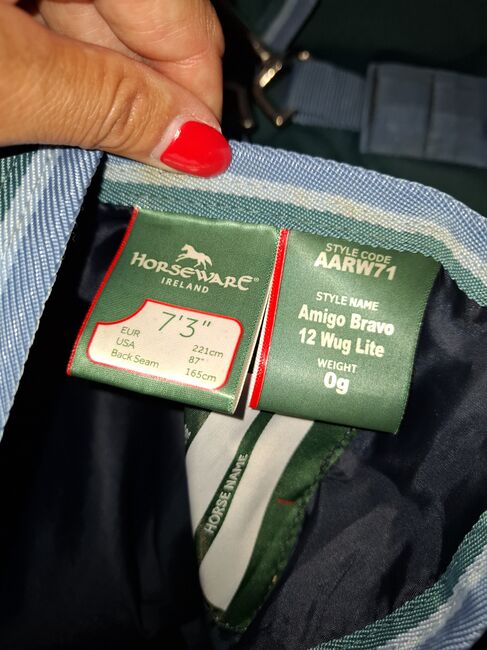 HORSEWARE®
IRELAND
7'3"
EUR 221cm
USA 87"
Back Seam 165cm
STYLE CODE
AARW71
STYLE NAME
Amigo Bravo
12 Wug Lite
WEIGHT
0g
HORSE NAME